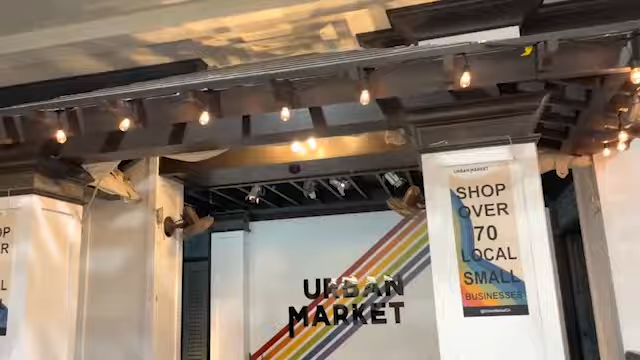 URBAN MARKET
SHOP
OVER
70
LOCAL
SMALL
BUSINESSES
URBAN
MARKET